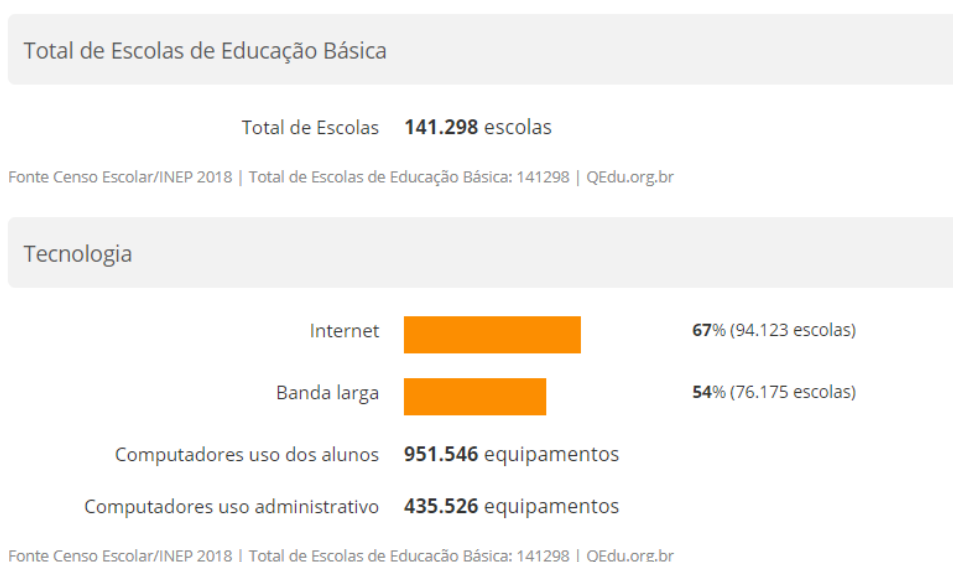 Total de Escolas de Educação Básica
Total de Escolas 141.298 escolas
Fonte Censo Escolar/INEP 2018 | Total de Escolas de Educação Básica: 141298 | QEdu.org.br
Tecnologia
Internet 67% (94.123 escolas)
Banda larga 54% (76.175 escolas)
Computadores uso dos alunos 951.546 equipamentos
Computadores uso administrativo 435.526 equipamentos
Fonte Censo Escolar/INEP 2018 | Total de Escolas de Educação Básica: 141298 | QEdu.org.br